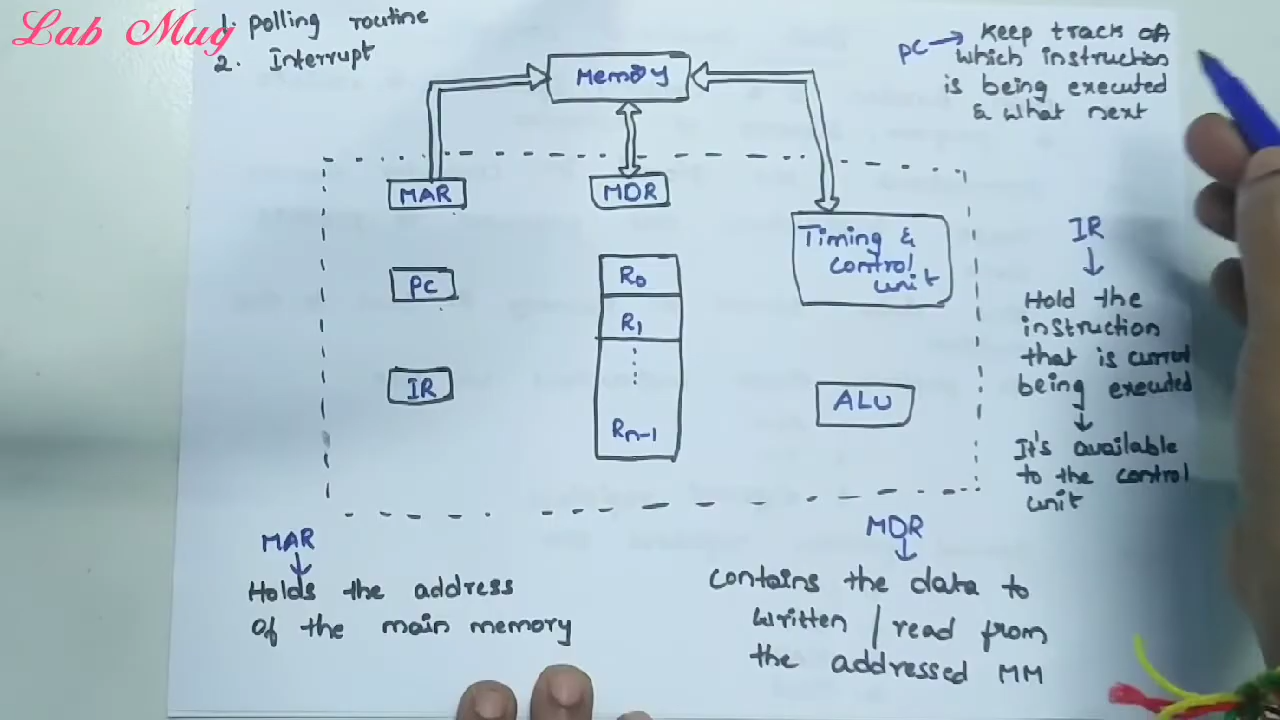 Lab Mug
1. Polling routine
2. Interrupt
PC → Keep track of
which instruction
is being executed
& what next
Memory
MAR
MDR
Timing &
control
unit
PC
R0
R1
IR
Rn-1
ALU
IR
Hold the
instruction
that is current
being executed
It's available
to the control
unit
MAR
Holds the address
of the main memory
MDR
contains the data to
written / read from
the addressed MM